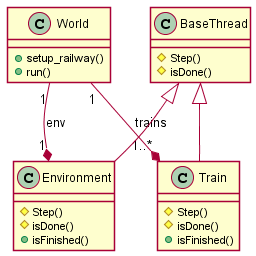 C World
setup_railway()
run()
C BaseThread
Step()
isDone()
1
1
env
trains
1
1..*
C Environment
Step()
isDone()
isFinished()
C Train
Step()
isDone()
isFinished()